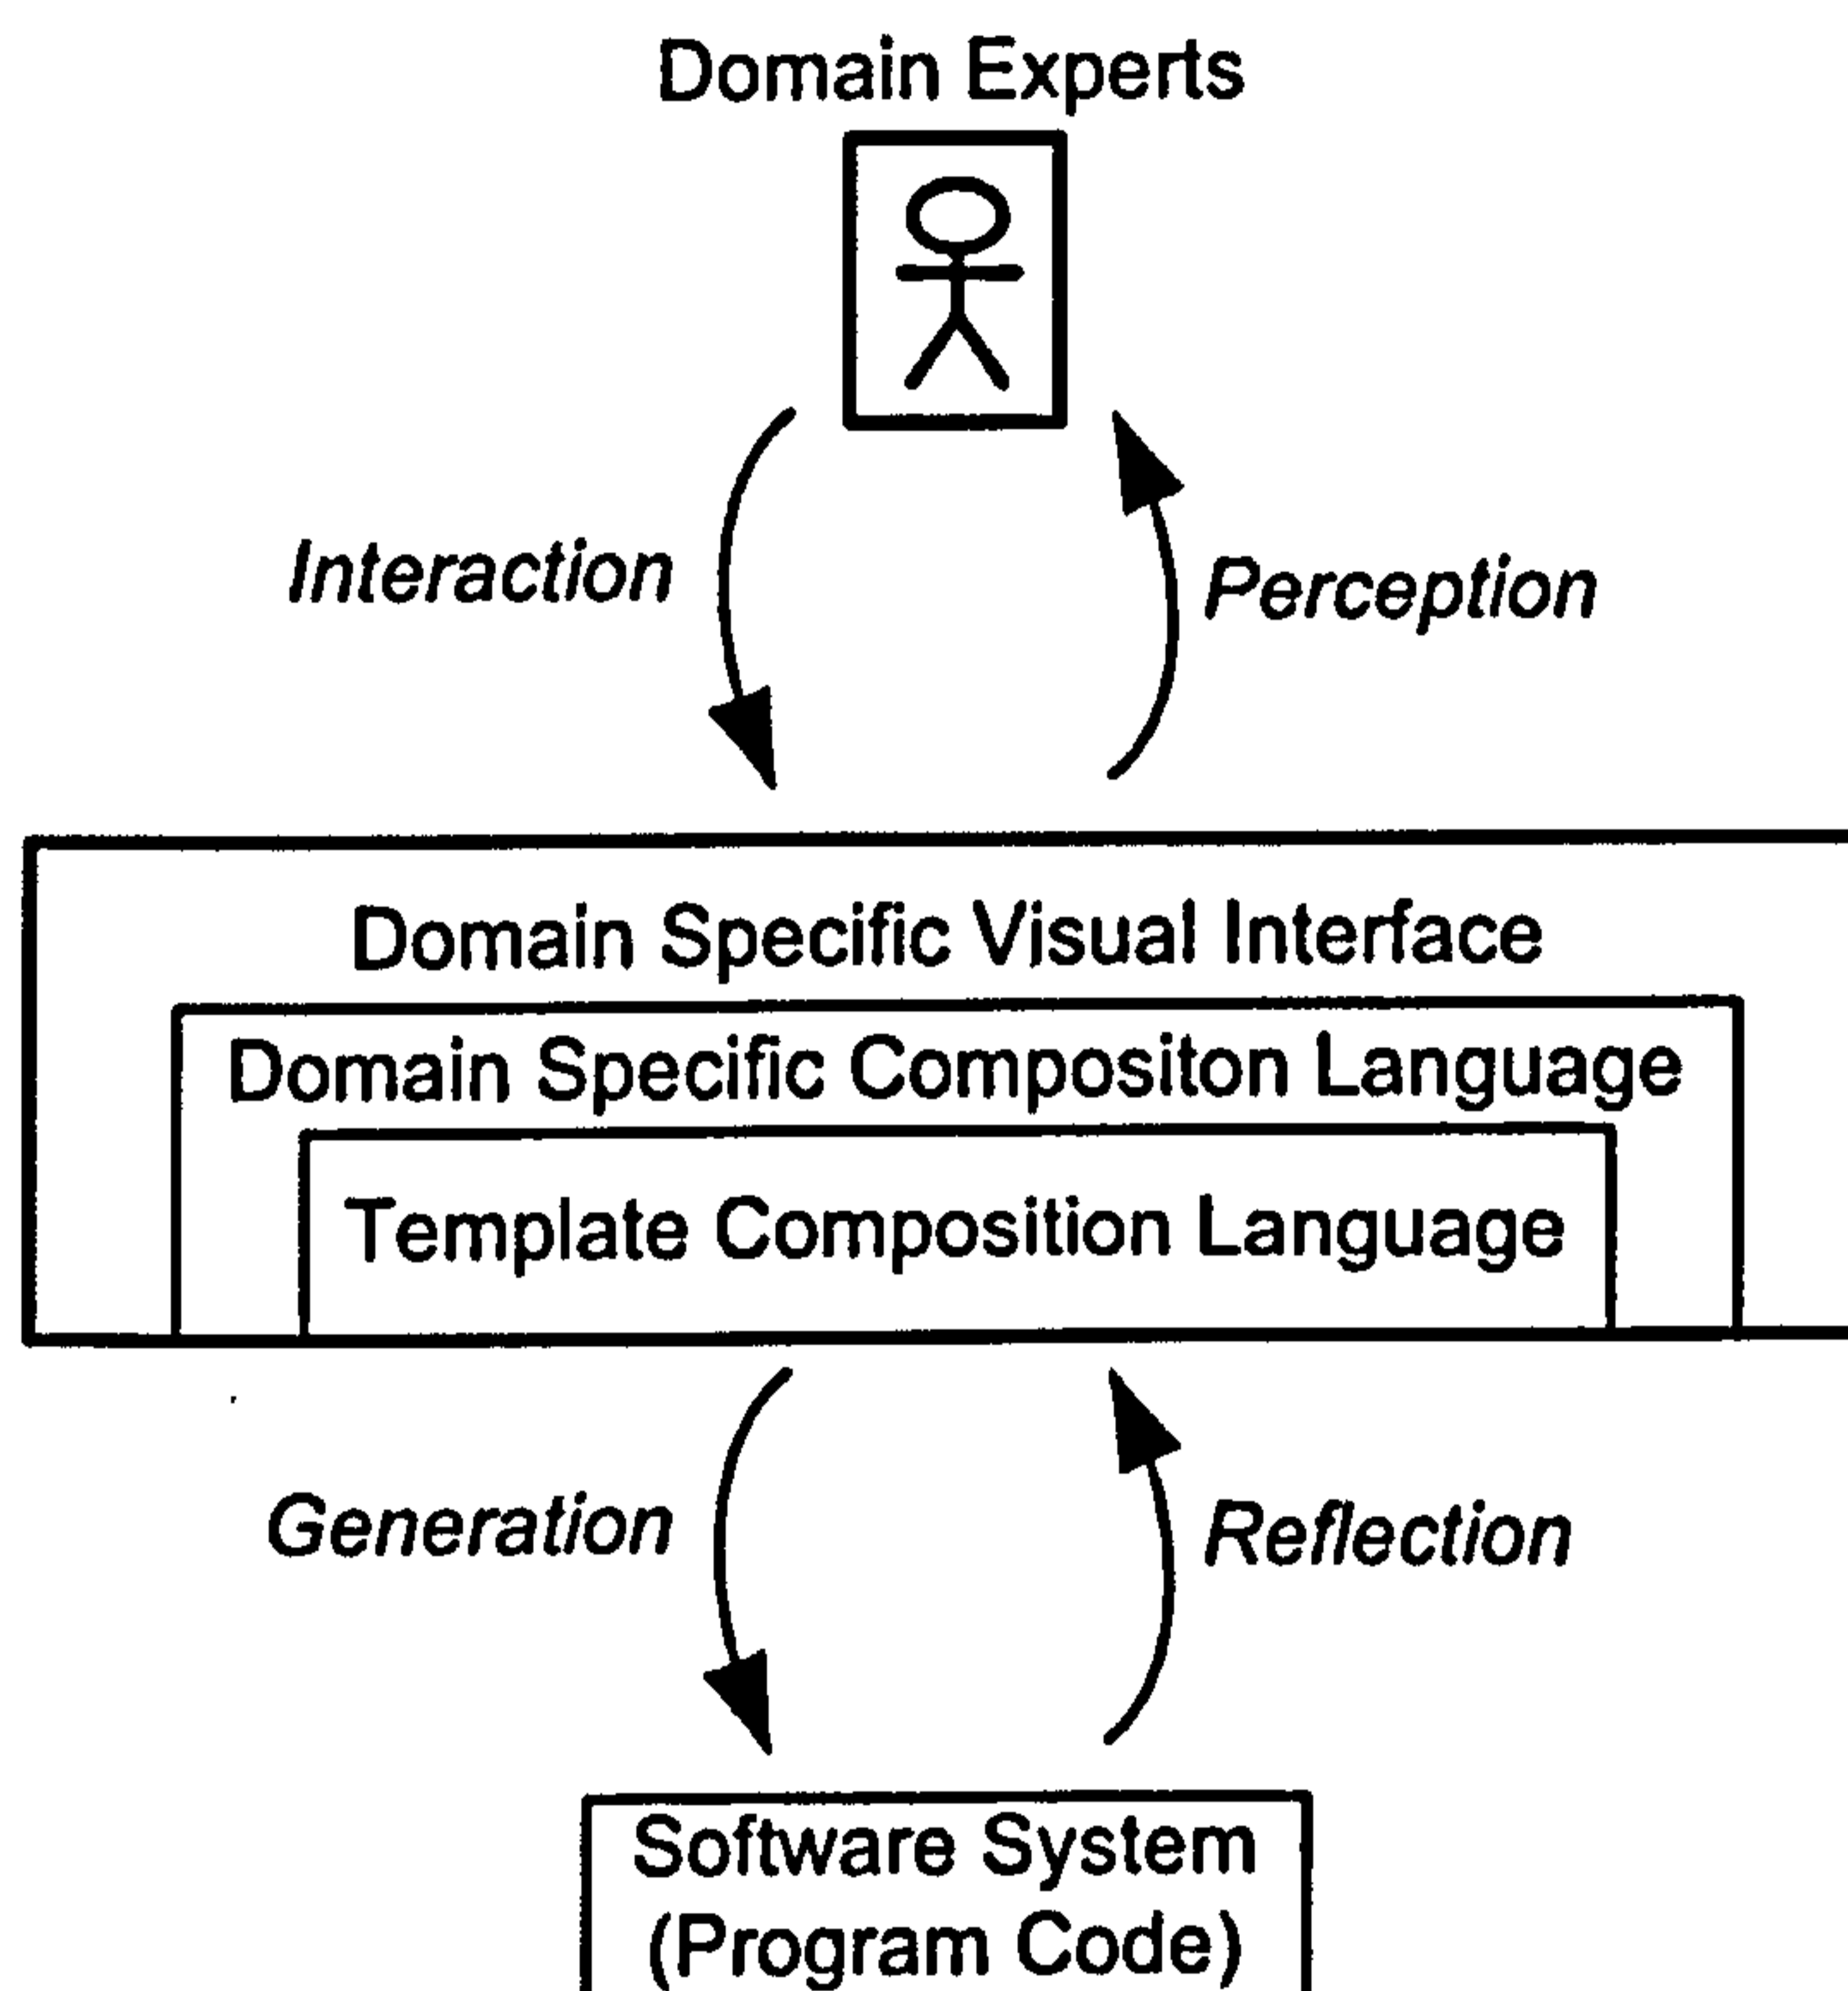 Domain Experts
Interaction
Perception
Domain Specific Visual Interface
Domain Specific Compositon Language
Template Composition Language
Generation
Reflection
Software System
(Program Code)